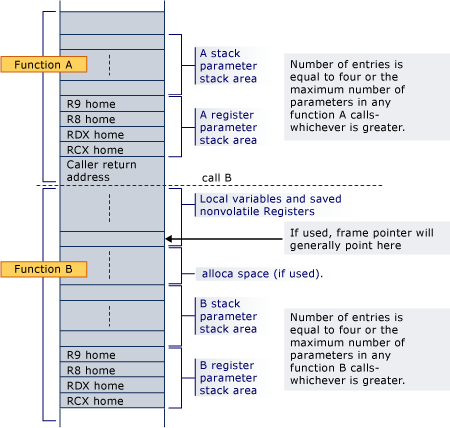 Function A
A stack
parameter
stack area
Number of entries is
equal to four or the
maximum number of
parameters in any
function A calls-
whichever is greater.
R9 home
R8 home
RDX home
RCX home
A register
parameter
stack area
Caller return
address
call B
Local variables and saved
nonvolatile Registers
If used, frame pointer will
generally point here
Function B
alloca space (if used).
B stack
parameter
stack area
Number of entries is
equal to four or the
maximum number of
parameters in any
function B calls-
whichever is greater.
R9 home
R8 home
RDX home
RCX home
B register
parameter
stack area